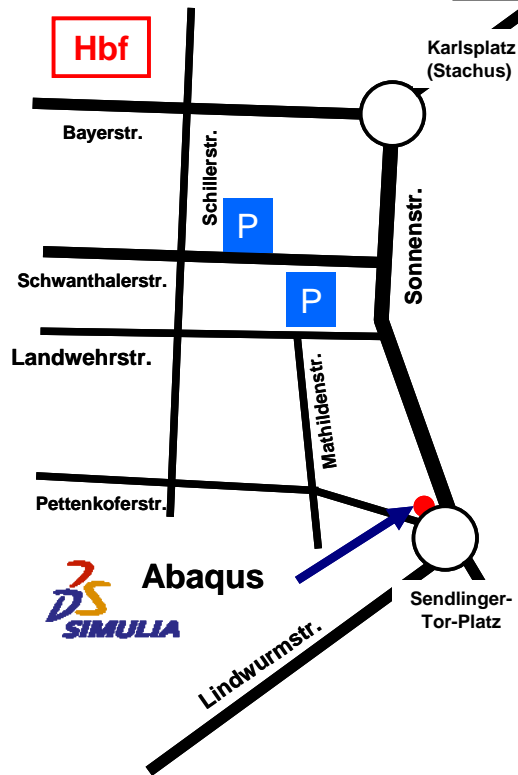 Hbf
Karlsplatz
(Stachus)
Bayerstr.
Schillerstr.
P
Sonnenstr.
Schwanthalerstr.
P
Landwehrstr.
Mathildenstr.
Pettenkoferstr.
Abaqus
DS
SIMULIA
Sendlinger-
Tor-Platz
Lindwurmstr.